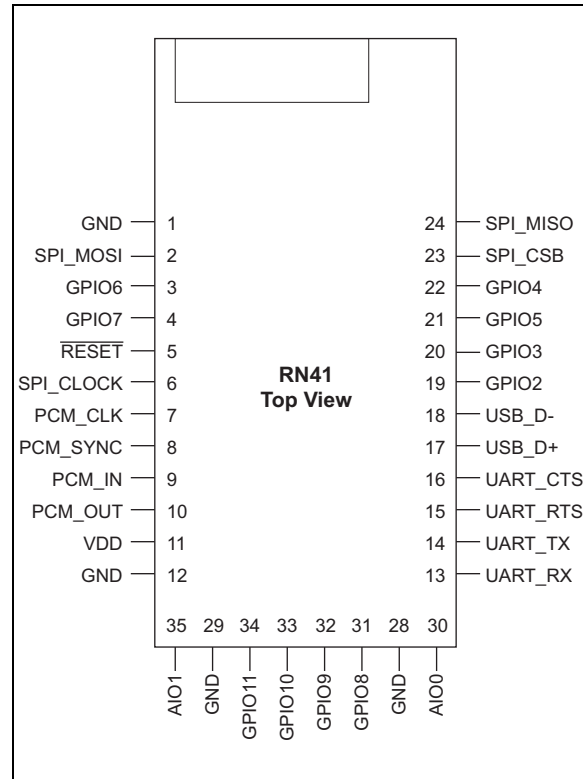 GND 1 24 SPI_MISO
SPI_MOSI 2 23 SPI_CSB
GPIO6 3 22 GPIO4
GPIO7 4 21 GPIO5
RESET 5 20 GPIO3
SPI_CLOCK 6 19 GPIO2
PCM_CLK 7 18 USB_D-
PCM_SYNC 8 17 USB_D+
PCM_IN 9 16 UART_CTS
PCM_OUT 10 15 UART_RTS
VDD 11 14 UART_TX
GND 12 13 UART_RX
RN41
Top View
35 29 34 33 32 31 28 30
AIO1
GND
GPIO11
GPIO10
GPIO9
GPIO8
GND
AIO0